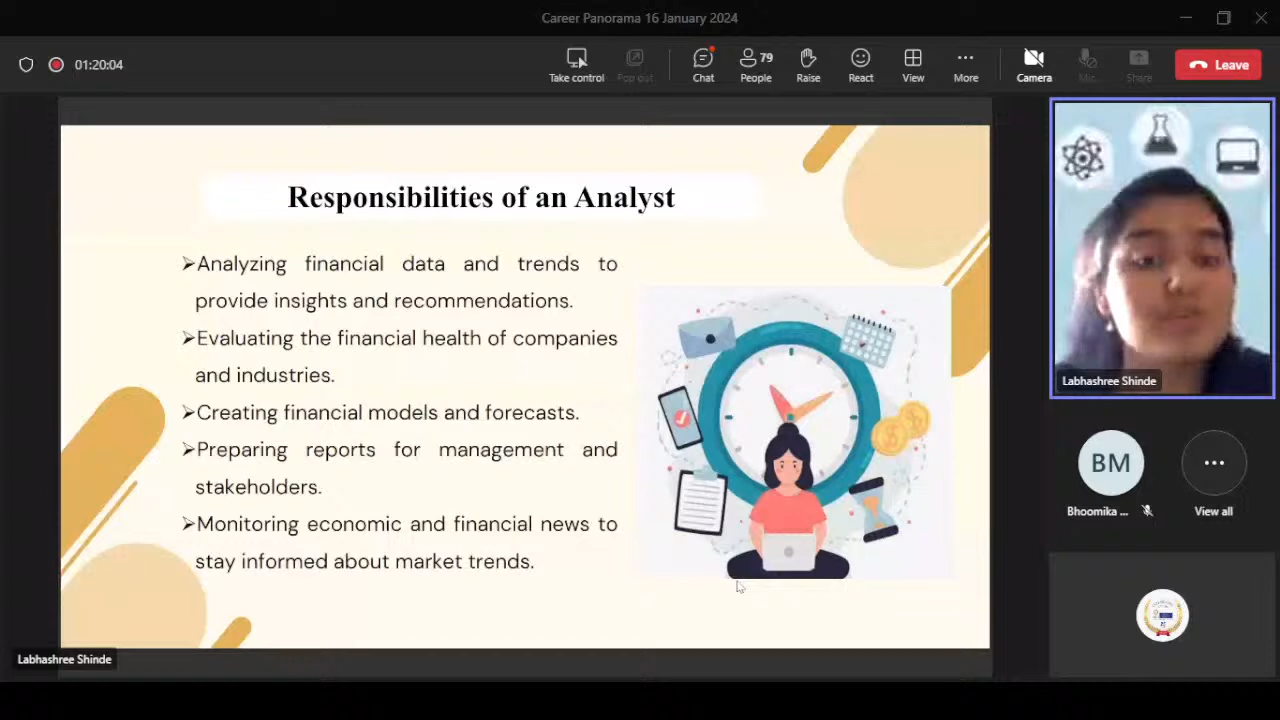 Career Panorama 16 January 2024
01:20:04
Take control
Pop out
Chat
79
People
Raise
React
View
More
Camera
Mic
Share
Leave
Responsibilities of an Analyst
➢Analyzing financial data and trends to
provide insights and recommendations.
➢Evaluating the financial health of companies
and industries.
➢Creating financial models and forecasts.
➢Preparing reports for management and
stakeholders.
➢Monitoring economic and financial news to
stay informed about market trends.
Labhashree Shinde
BM
Bhoomika ...
View all
Labhashree Shinde